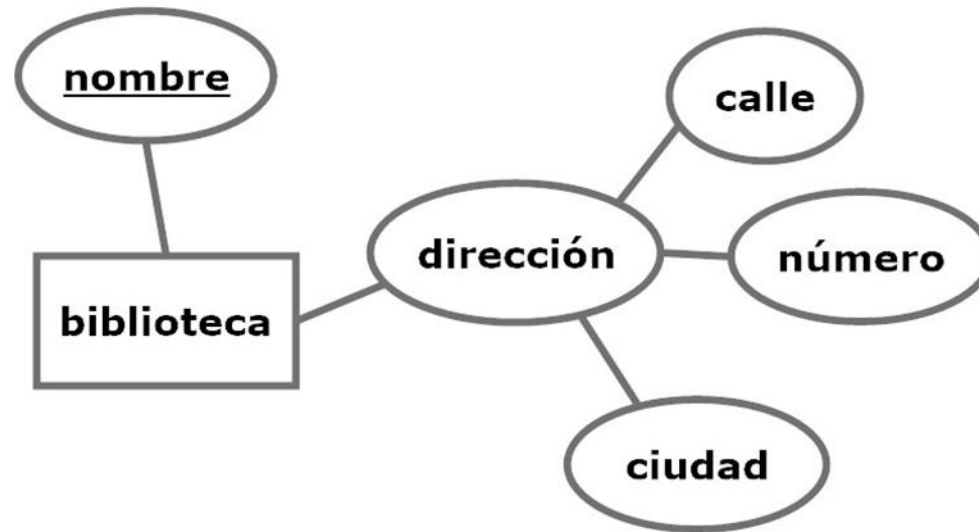 nombre
calle
dirección
número
biblioteca
ciudad